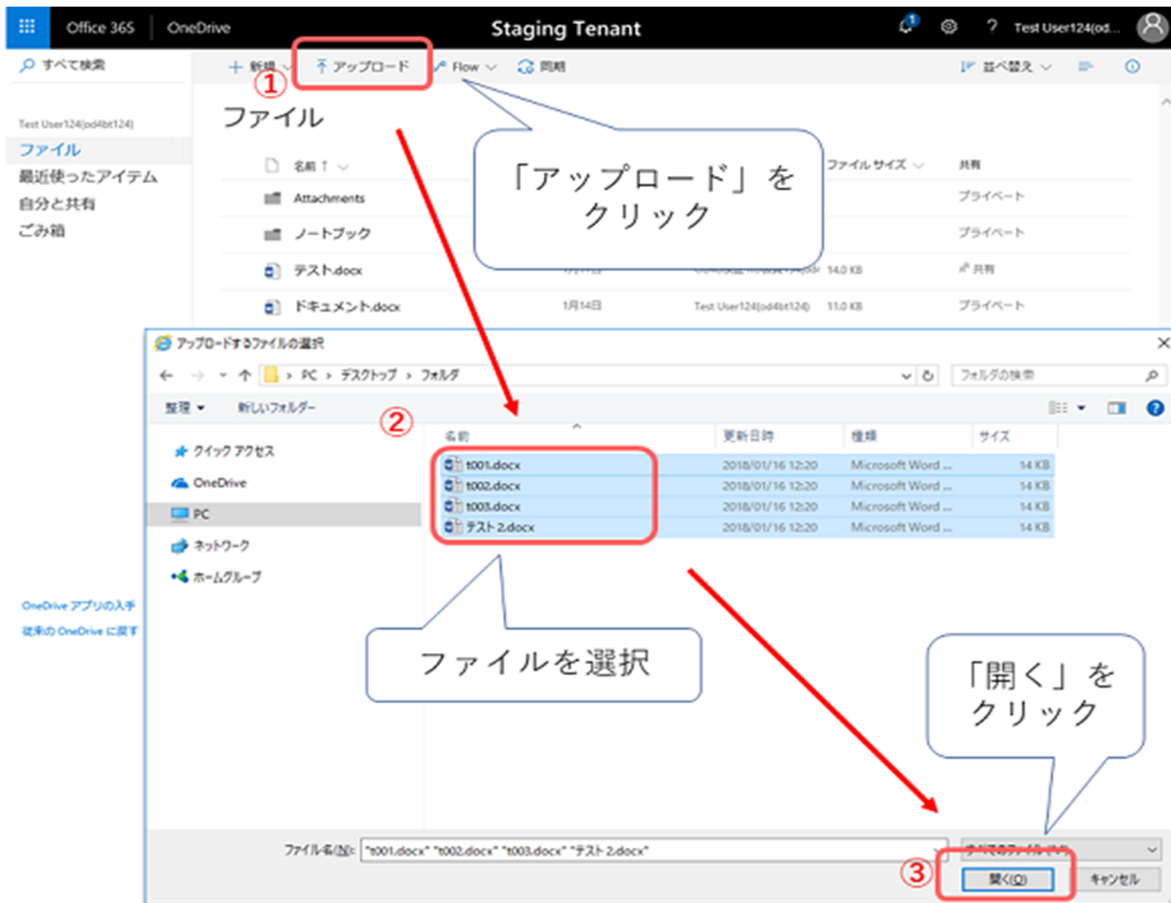 Office 365 OneDrive Staging Tenant 1 ? Test User124(od...
すべて検索 新規 アップロード Flow 同期 並べ替え
①
Test User124(od4bt124)
ファイル
最近使ったアイテム
自分と共有
ごみ箱
ファイル
名前 ↑ ファイル サイズ 共有
Attachments プライベート
ノートブック プライベート
テスト.docx 14.0 KB 共有
ドキュメント.docx 1月14日 Test User124(od4bt124) 11.0 KB プライベート
「アップロード」を
クリック
アップロードするファイルの選択
PC › デスクトップ › フォルダ フォルダの検索
整理 新しいフォルダー
②
クイック アクセス
OneDrive
PC
ネットワーク
ホームグループ
名前 更新日時 種類 サイズ
t001.docx 2018/01/16 12:20 Microsoft Word ... 14 KB
t002.docx 2018/01/16 12:20 Microsoft Word ... 14 KB
t003.docx 2018/01/16 12:20 Microsoft Word ... 14 KB
テスト 2.docx 2018/01/16 12:20 Microsoft Word ... 14 KB
OneDrive アプリの入手
従来の OneDrive に戻す
ファイルを選択
「開く」を
クリック
ファイル名(N): "t001.docx" "t002.docx" "t003.docx" "テスト 2.docx"
③
開く(O) キャンセル